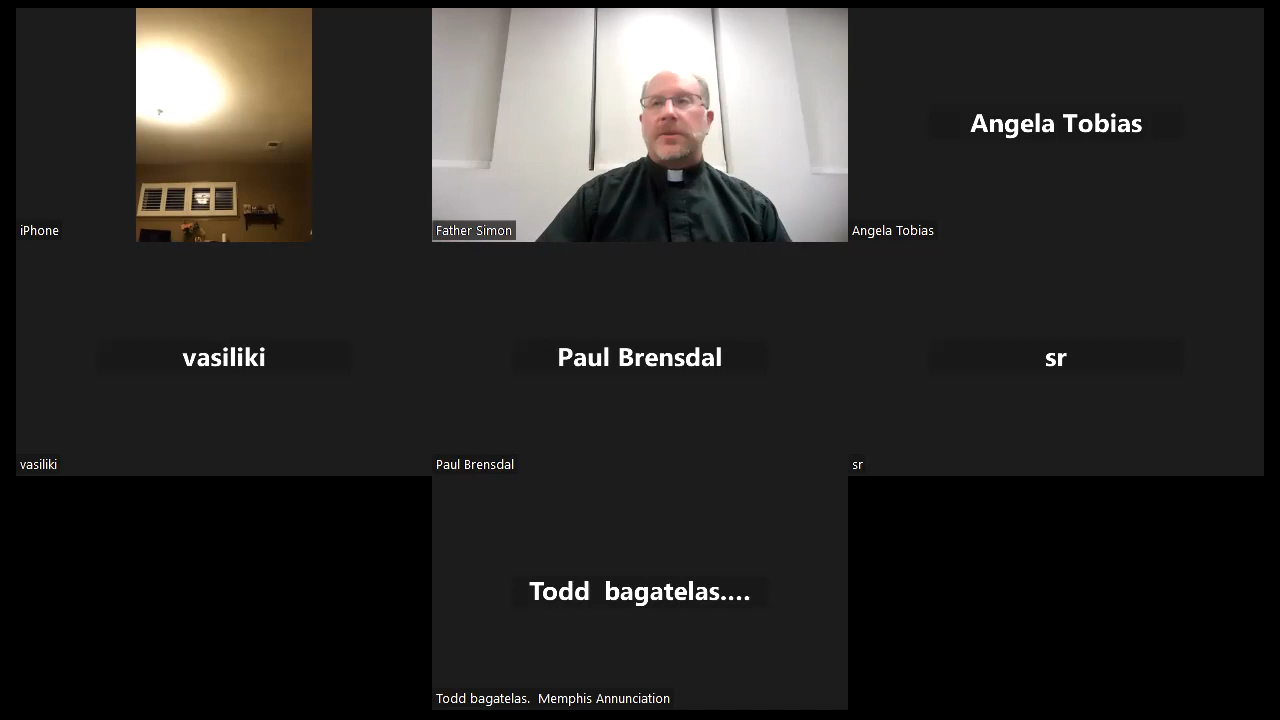 Angela Tobias
iPhone
Father Simon
Angela Tobias
vasiliki
Paul Brensdal
sr
vasiliki
Paul Brensdal
sr
Todd  bagatelas....
Todd bagatelas.  Memphis Annunciation